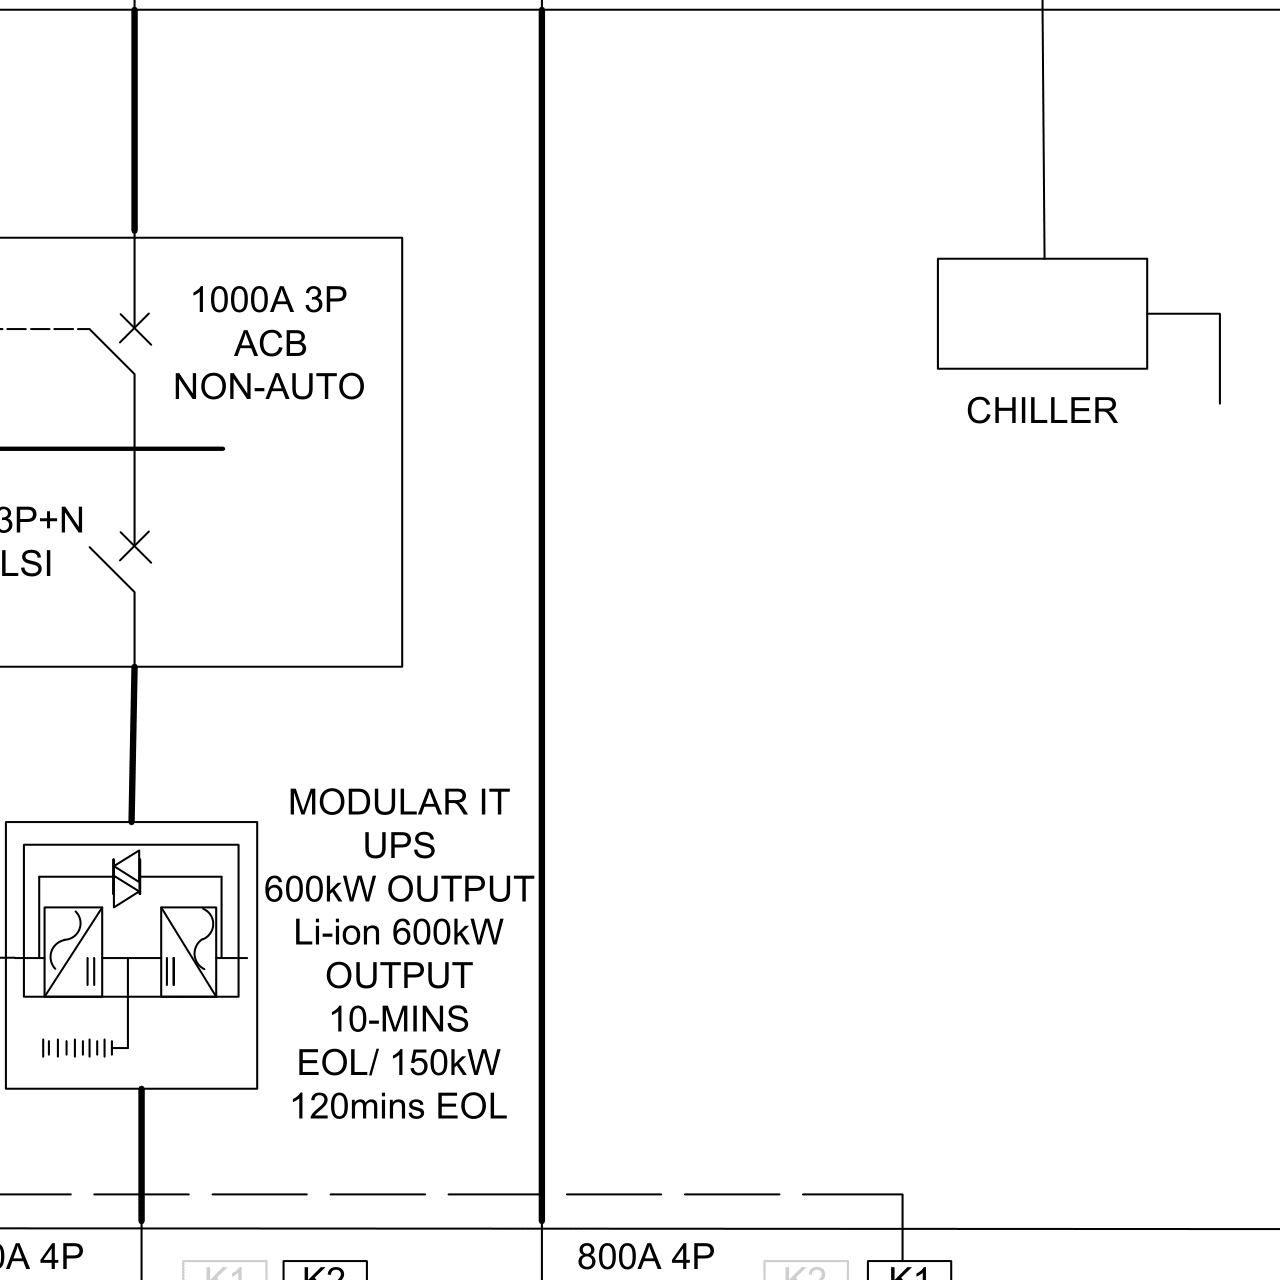 1000A 3P
ACB
NON-AUTO
CHILLER
3P+N
LSI
MODULAR IT
UPS
600kW OUTPUT
Li-ion 600kW
OUTPUT
10-MINS
EOL/ 150kW
120mins EOL
0A 4P
K1
K2
800A 4P
K2
K1